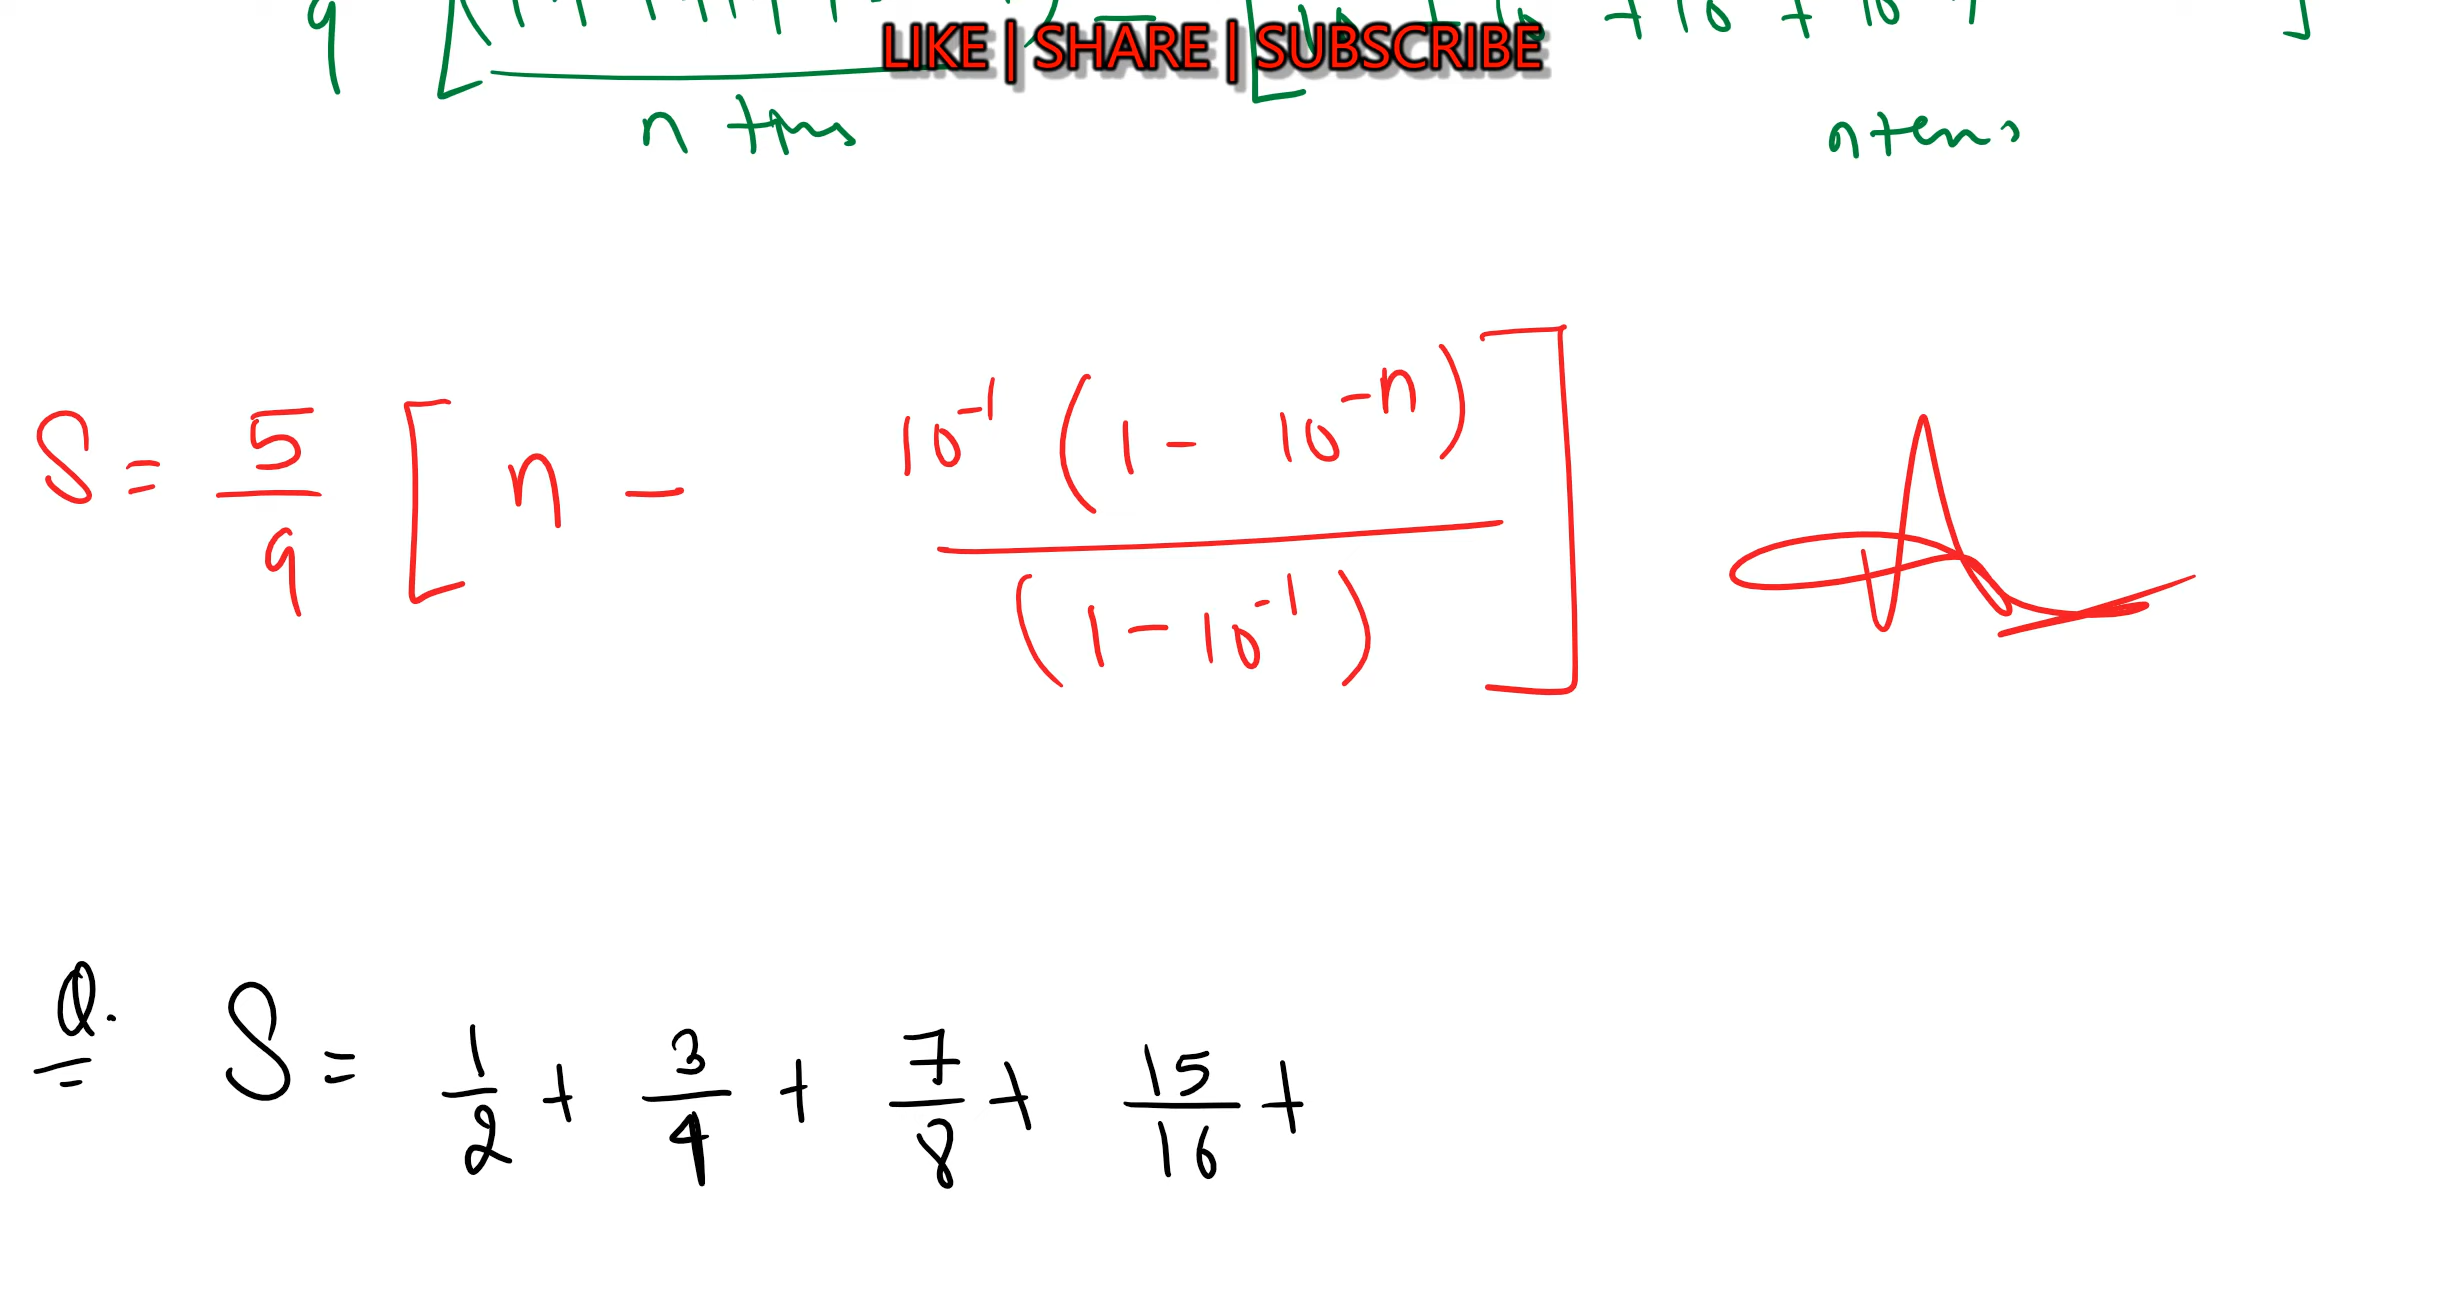 LIKE | SHARE | SUBSCRIBE
n tms n tems
S = 5/9 [ n - 10^-1 (1 - 10^-n) / (1 - 10^-1) ]
Q. S = 1/2 + 3/4 + 7/8 + 15/16 +